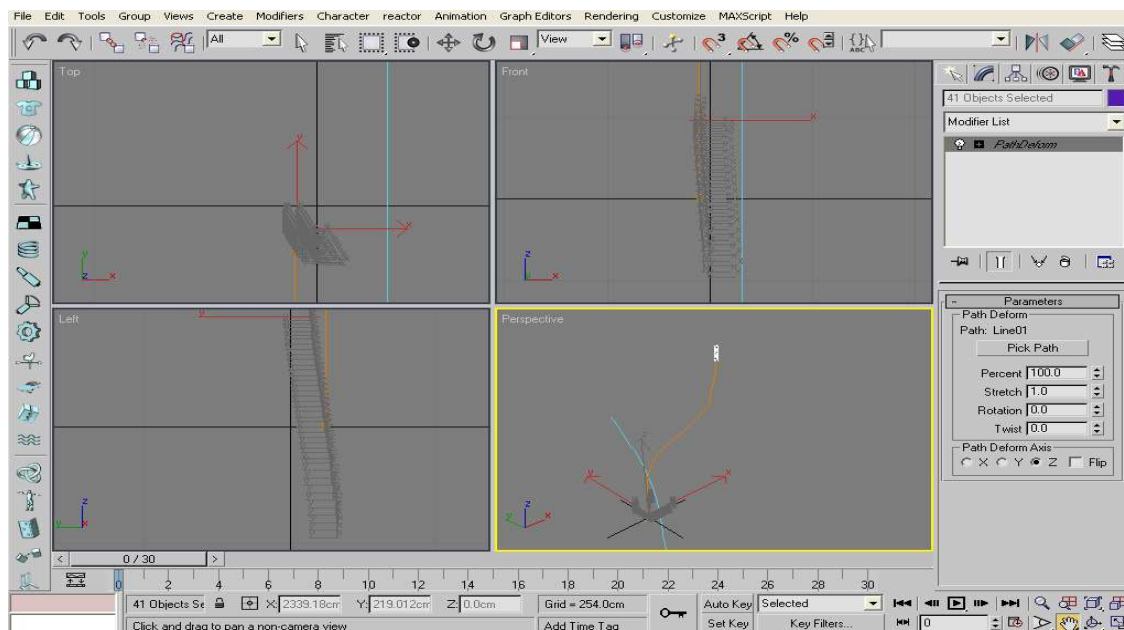 File Edit Tools Group Views Create Modifiers Character reactor Animation Graph Editors Rendering Customize MAXScript Help
All View
Top
Front
41 Objects Selected
Modifier List
PathDeform
Left
Perspective
Parameters
Path Deform
Path: Line01
Pick Path
Percent 100.0
Stretch 1.0
Rotation 0.0
Twist 0.0
Path Deform Axis
X Y Z Flip
0 / 30
0 2 4 6 8 10 12 14 16 18 20 22 24 26 28 30
41 Objects Se X: 2339.18cm Y: 219.012cm Z: 0.0cm Grid = 254.0cm Auto Key Selected
Click and drag to pan a non-camera view Add Time Tag Set Key Key Filters... 0